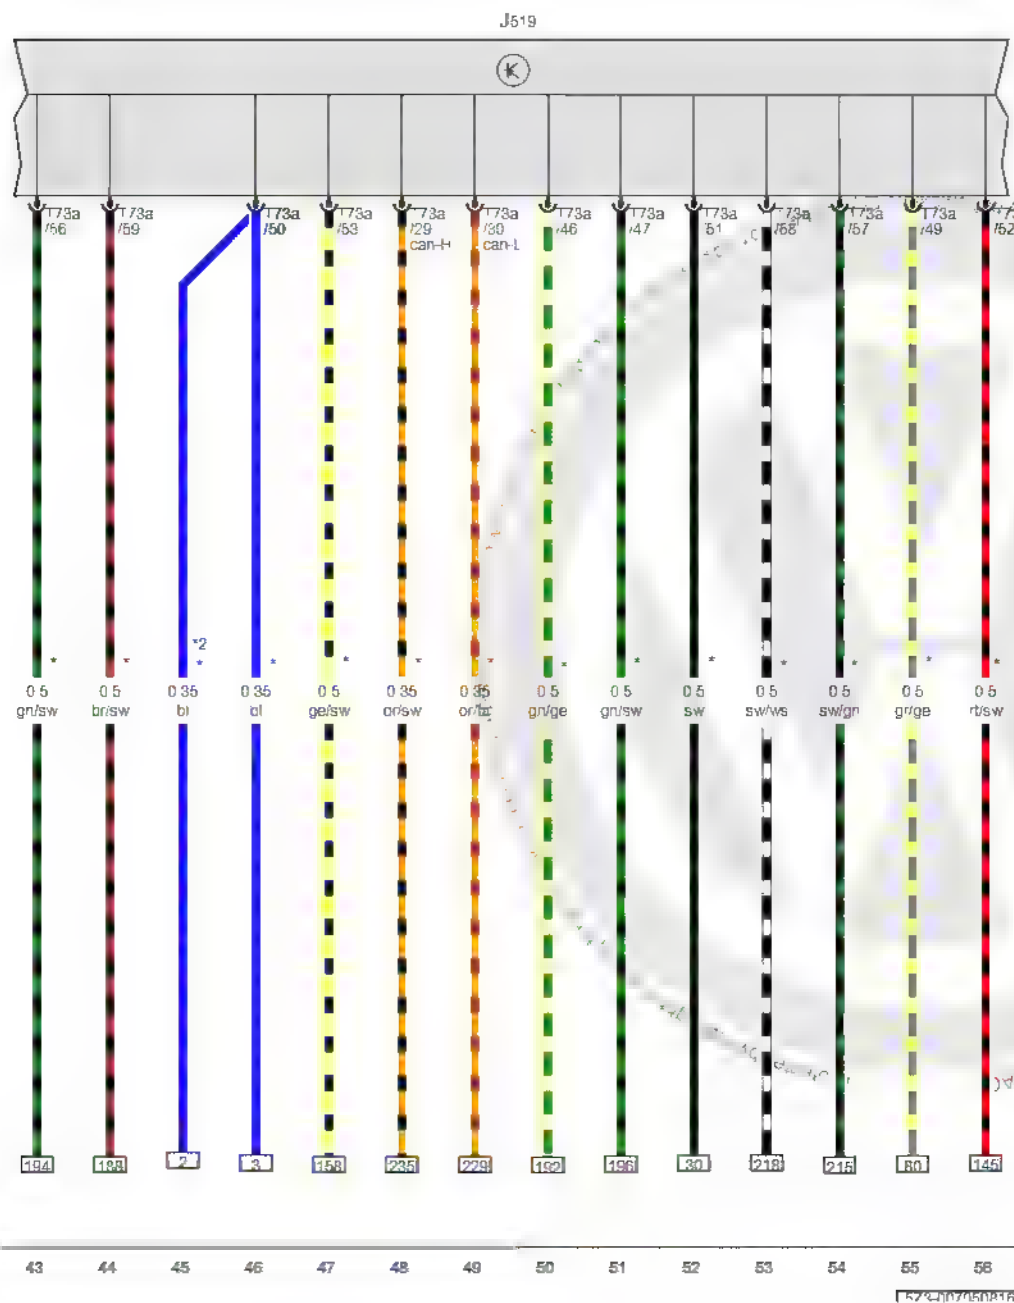 J519
K
T73a T73a T73a T73a T73a T73a T73a T73a T73a T73a T73a T73a
/56 /59 /50 /53 /29 /30 /46 /47 51 /58 /57 /49 /52
can-H can-L
*2
* * * * * * * * * * * * * *
0 5 0 5 0 35 0 35 0 5 0 35 0 35 0 5 0 5 0 5 0 5 0 5 0 5 0 5
gn/sw br/sw bl bl ge/sw or/sw gn/ge gn/sw sw sw/ws sw/gn gr/ge rt/sw
194 188 2 3 158 235 229 192 196 30 218 215 80 145
43 44 45 46 47 48 49 50 51 52 53 54 55 56